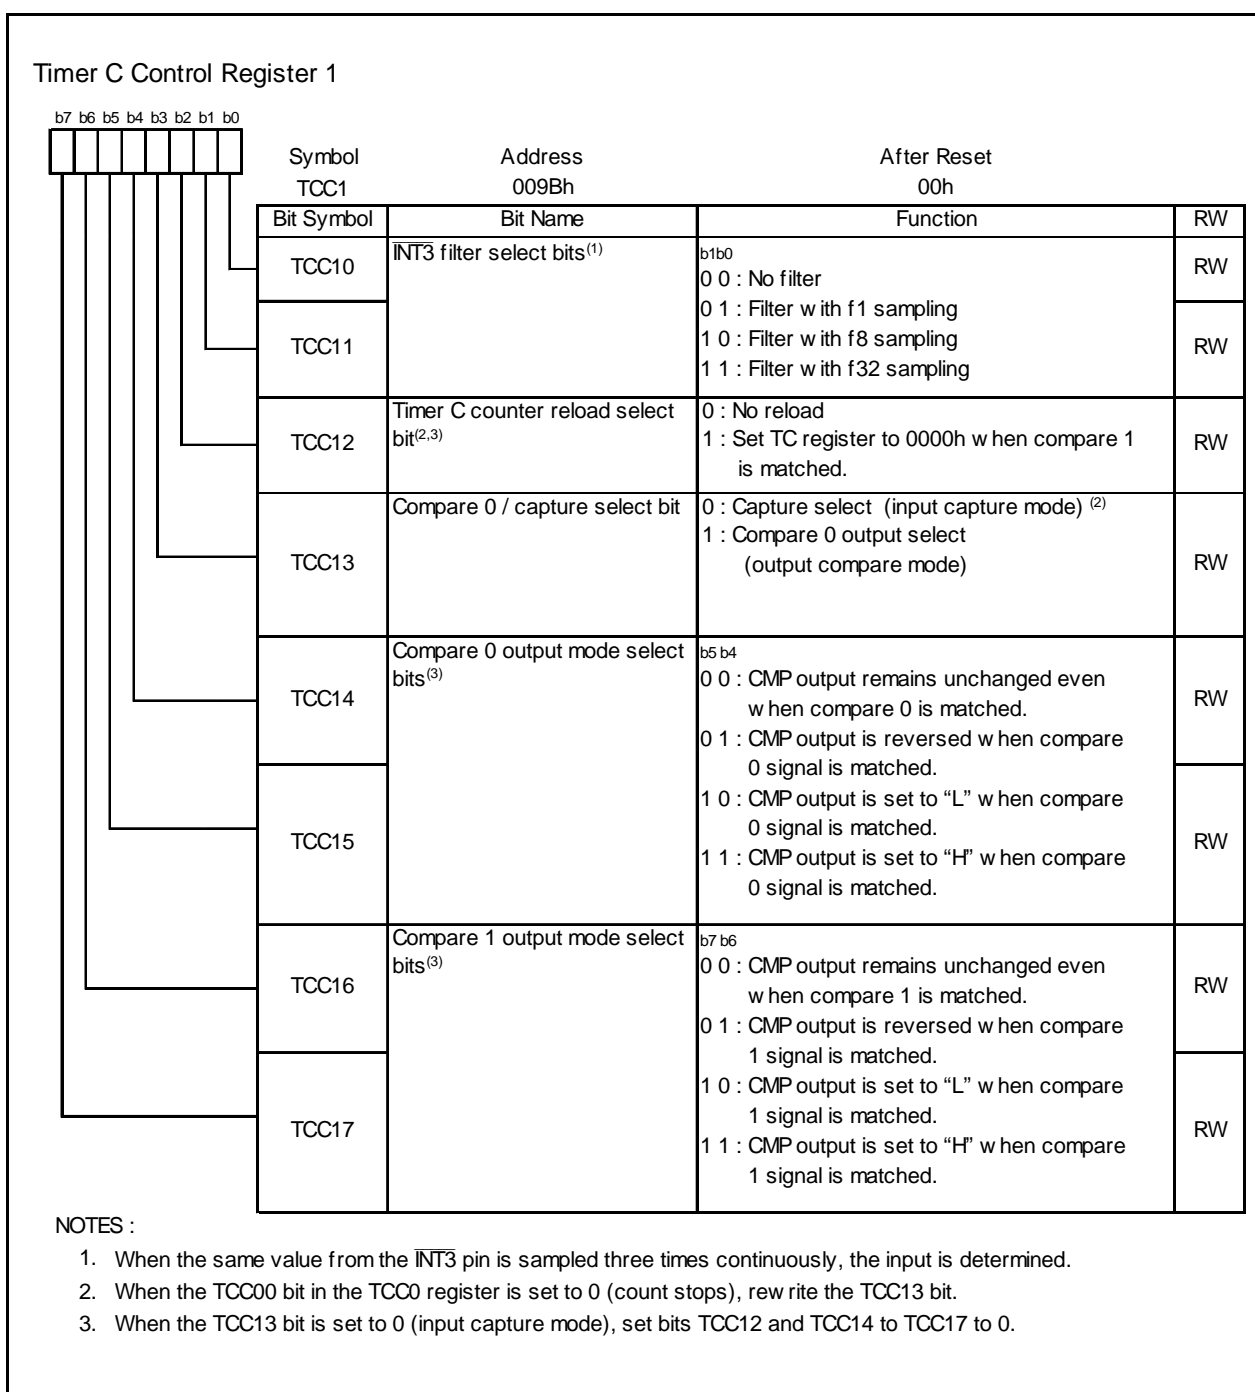 Timer C Control Register 1
b7 b6 b5 b4 b3 b2 b1 b0
Symbol Address After Reset
TCC1 009Bh 00h
Bit Symbol Bit Name Function RW
TCC10 INT3 filter select bits(1) b1b0 RW
0 0 : No filter
0 1 : Filter with f1 sampling
TCC11 1 0 : Filter with f8 sampling RW
1 1 : Filter with f32 sampling
Timer C counter reload select 0 : No reload
TCC12 bit(2,3) 1 : Set TC register to 0000h when compare 1 RW
is matched.
Compare 0 / capture select bit 0 : Capture select (input capture mode) (2)
1 : Compare 0 output select
TCC13 (output compare mode) RW
Compare 0 output mode select b5 b4
bits(3) 0 0 : CMP output remains unchanged even
TCC14 when compare 0 is matched. RW
0 1 : CMP output is reversed when compare
0 signal is matched.
1 0 : CMP output is set to “L” when compare
TCC15 0 signal is matched. RW
1 1 : CMP output is set to “H” when compare
0 signal is matched.
Compare 1 output mode select b7 b6
bits(3) 0 0 : CMP output remains unchanged even
TCC16 when compare 1 is matched. RW
0 1 : CMP output is reversed when compare
1 signal is matched.
1 0 : CMP output is set to “L” when compare
TCC17 1 signal is matched. RW
1 1 : CMP output is set to “H” when compare
1 signal is matched.
NOTES :
1. When the same value from the INT3 pin is sampled three times continuously, the input is determined.
2. When the TCC00 bit in the TCC0 register is set to 0 (count stops), rewrite the TCC13 bit.
3. When the TCC13 bit is set to 0 (input capture mode), set bits TCC12 and TCC14 to TCC17 to 0.